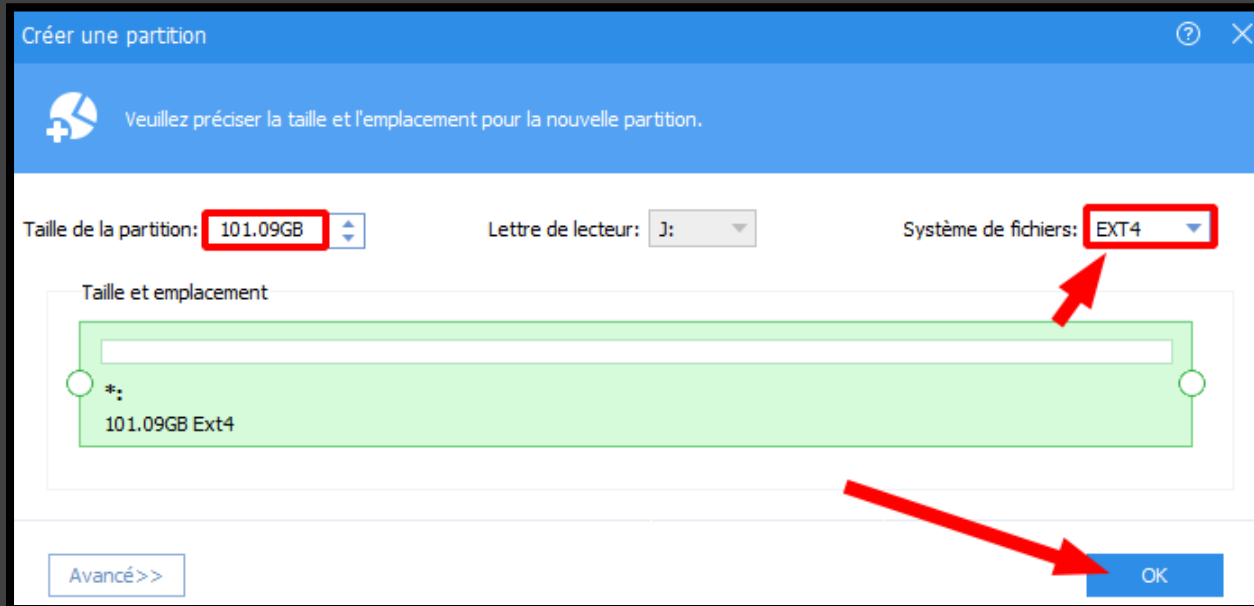 Créer une partition
Veuillez préciser la taille et l'emplacement pour la nouvelle partition.
Taille de la partition: 101.09GB Lettre de lecteur: J: Système de fichiers: EXT4
Taille et emplacement
*:
101.09GB Ext4
Avancé>> OK